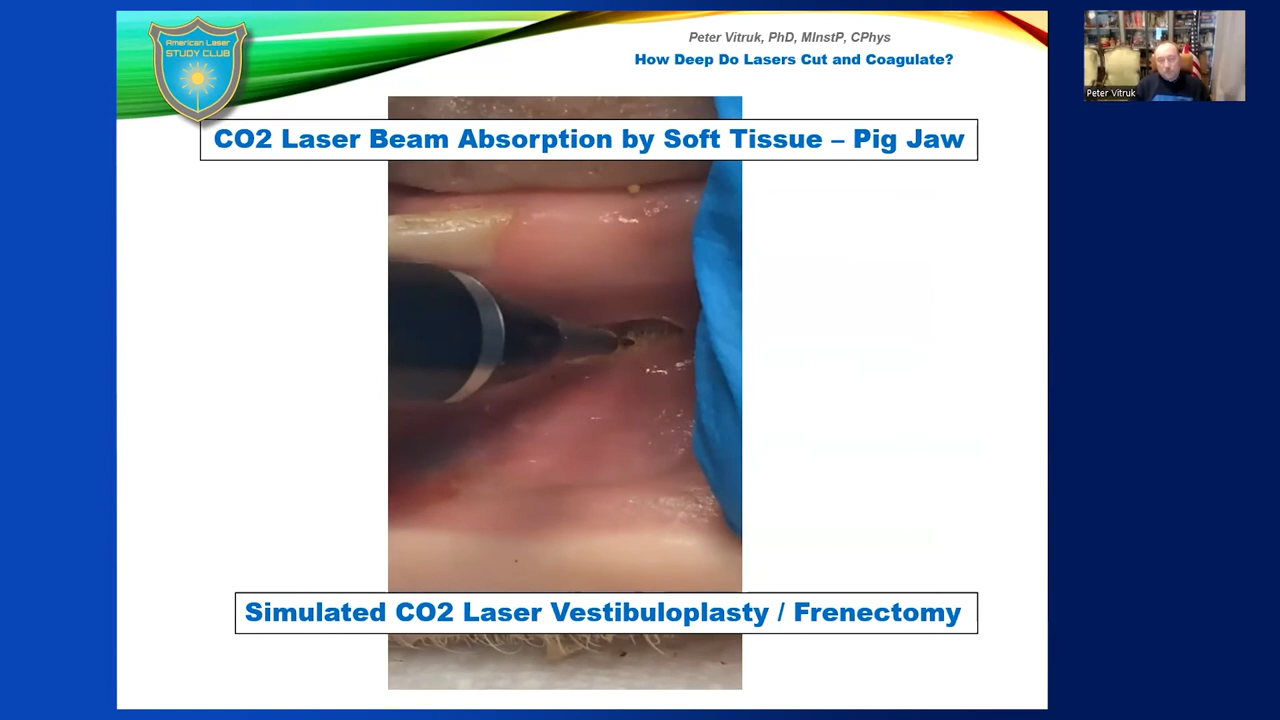 American Laser
STUDY CLUB
Peter Vitruk, PhD, MInstP, CPhys
How Deep Do Lasers Cut and Coagulate?
CO2 Laser Beam Absorption by Soft Tissue – Pig Jaw
Simulated CO2 Laser Vestibuloplasty / Frenectomy
Peter Vitruk